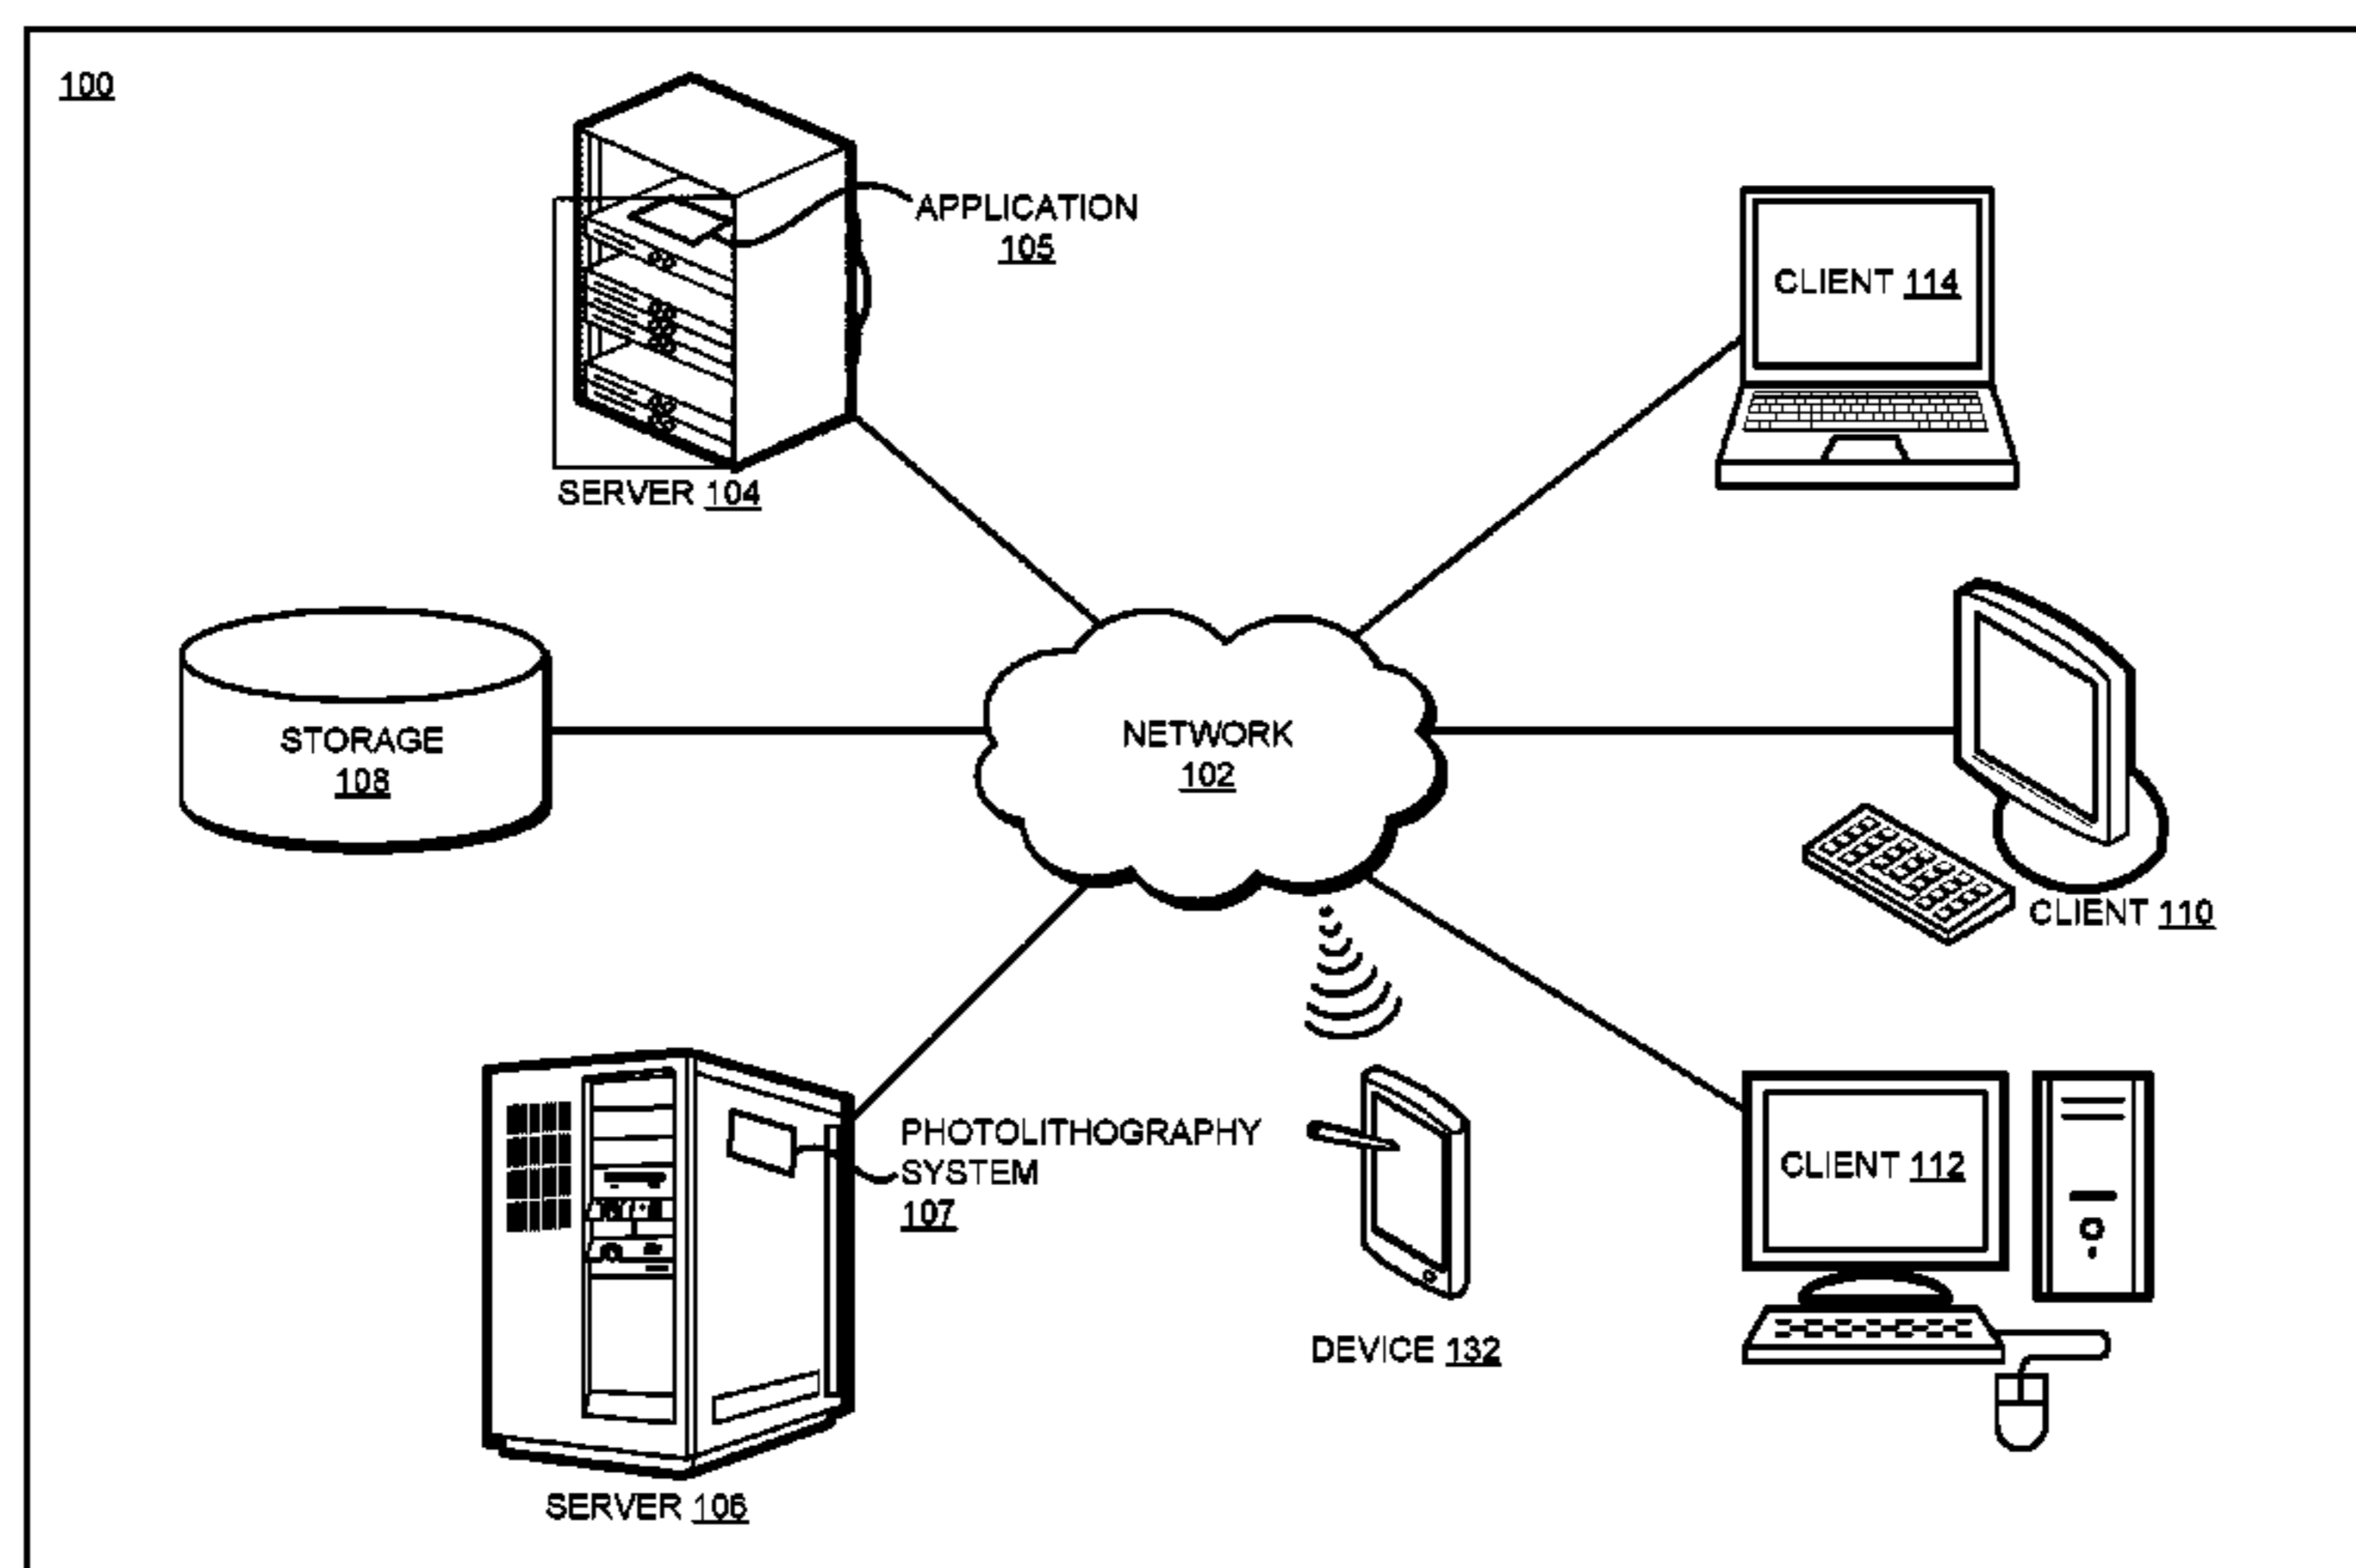 100
APPLICATION
105
CLIENT 114
SERVER 104
STORAGE
108
NETWORK
102
CLIENT 110
PHOTOLITHOGRAPHY
SYSTEM
107
CLIENT 112
DEVICE 132
SERVER 106